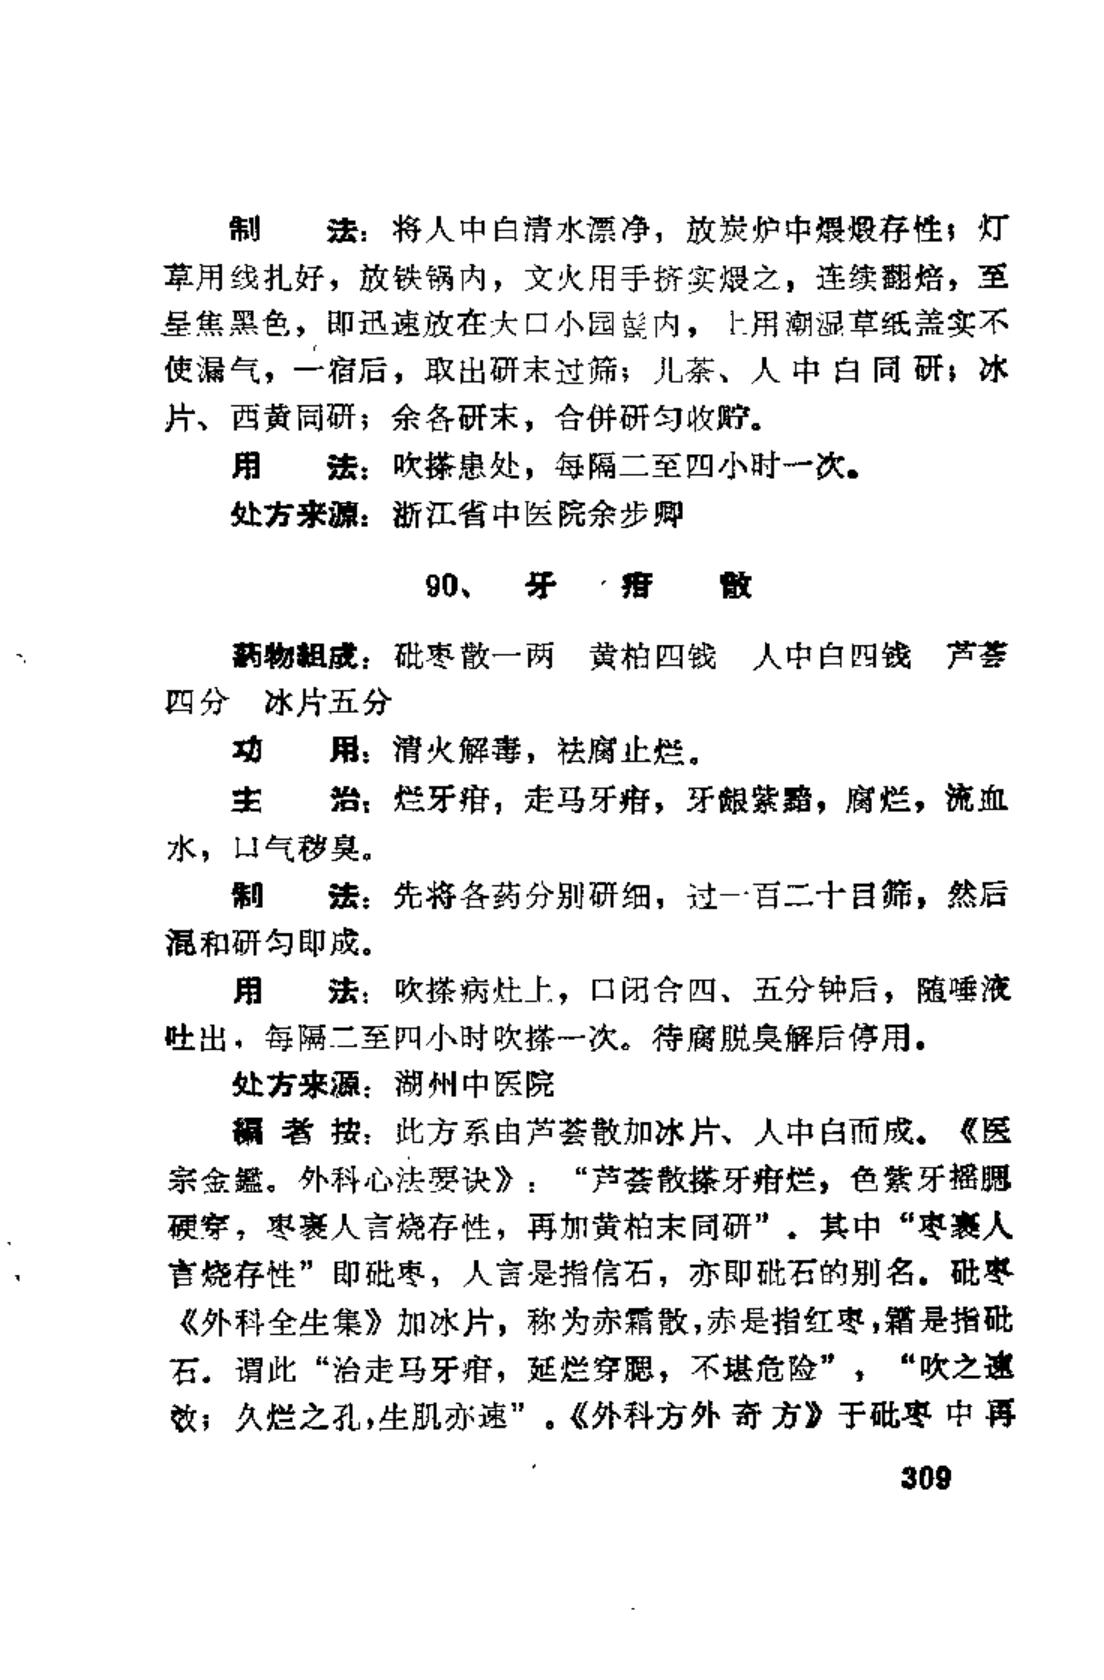 制　　法：将人中白清水漂净，放炭炉中煨煅存性；灯
草用线扎好，放铁锅内，文火用手挤实煨之，连续翻焙，至
呈焦黑色，即迅速放在大口小园髭内，上用潮湿草纸盖实不
使漏气，一宿后，取出研末过筛；儿茶、人中白同研；冰
片、西黄同研；余各研末，合併研匀收贮。
用　　法：吹搽患处，每隔二至四小时一次。
处方来源：浙江省中医院余步卿
90、　牙　疳　散
药物组成：砒枣散一两　黄柏四钱　人中白四钱　芦荟
四分　冰片五分
功　　用：清火解毒，祛腐止烂。
主　　治：烂牙疳，走马牙疳，牙龈紫黯，腐烂，流血
水，口气秽臭。
制　　法：先将各药分别研细，过一百二十目筛，然后
混和研匀即成。
用　　法：吹搽病灶上，口闭合四、五分钟后，随唾液
吐出，每隔二至四小时吹搽一次。待腐脱臭解后停用。
处方来源：湖州中医院
编 者 按：此方系由芦荟散加冰片、人中白而成。《医
宗金鑑。外科心法要诀》：“芦荟散搽牙疳烂，色紫牙摇腮
硬穿，枣裹人言烧存性，再加黄柏末同研”。其中“枣裹人
言烧存性”即砒枣，人言是指信石，亦即砒石的别名。砒枣
《外科全生集》加冰片，称为赤霜散，赤是指红枣，霜是指砒
石。谓此“治走马牙疳，延烂穿腮，不堪危险”，“吹之速
效；久烂之孔，生肌亦速”。《外科方外奇方》于砒枣中再
309